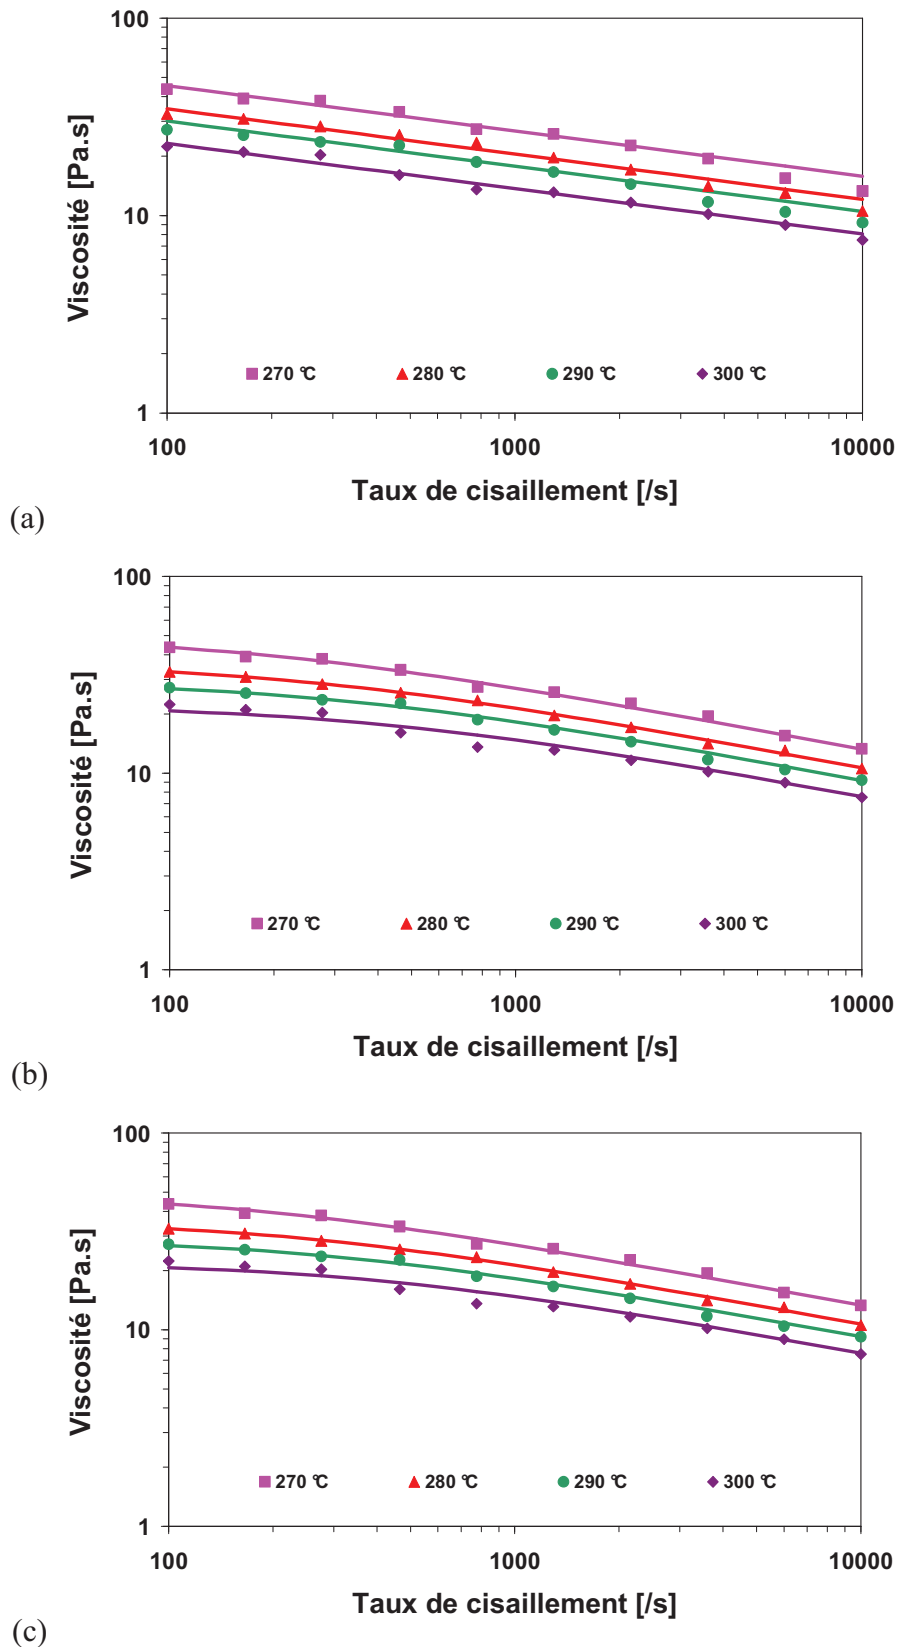 100
10
1
Viscosité [Pa.s]
270 °C 280 °C 290 °C 300 °C
100 1000 10000
Taux de cisaillement [/s]
(a)
100
10
1
Viscosité [Pa.s]
270 °C 280 °C 290 °C 300 °C
100 1000 10000
Taux de cisaillement [/s]
(b)
100
10
1
Viscosité [Pa.s]
270 °C 280 °C 290 °C 300 °C
100 1000 10000
Taux de cisaillement [/s]
(c)